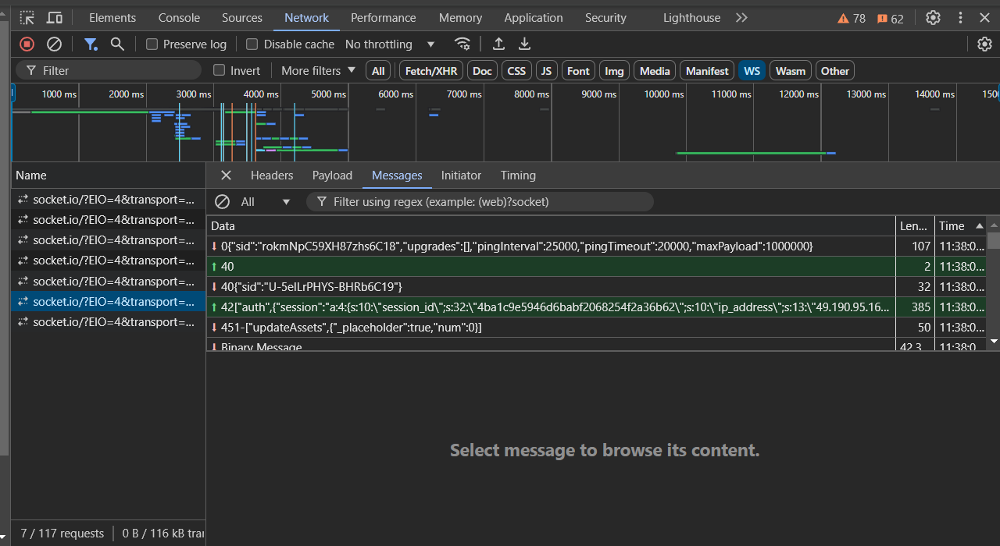 Elements Console Sources Network Performance Memory Application Security Lighthouse 78 62
Preserve log Disable cache No throttling
Filter Invert More filters All Fetch/XHR Doc CSS JS Font Img Media Manifest WS Wasm Other
1000 ms 2000 ms 3000 ms 4000 ms 5000 ms 6000 ms 7000 ms 8000 ms 9000 ms 10000 ms 11000 ms 12000 ms 13000 ms 14000 ms 150
Name Headers Payload Messages Initiator Timing
socket.io/?EIO=4&transport=...
socket.io/?EIO=4&transport=...
socket.io/?EIO=4&transport=...
socket.io/?EIO=4&transport=...
socket.io/?EIO=4&transport=...
socket.io/?EIO=4&transport=...
socket.io/?EIO=4&transport=...
All Filter using regex (example: (web)?socket)
Data Len... Time
0{"sid":"rokmNpC59XH87zhs6C18","upgrades":[],"pingInterval":25000,"pingTimeout":20000,"maxPayload":1000000} 107 11:38:0...
40 2 11:38:0...
40{"sid":"U-5eILrPHYS-BHRb6C19"} 32 11:38:0...
42["auth",{"session":"a:4:{s:10:\"session_id\";s:32:\"4ba1c9e5946d6babf2068254f2a36b62\";s:10:\"ip_address\";s:13:\"49.190.95.16... 385 11:38:0...
451-["updateAssets",{"_placeholder":true,"num":0}] 50 11:38:0...
Binary Message 42.3 11:38:0
Select message to browse its content.
7 / 117 requests 0 B / 116 kB tra